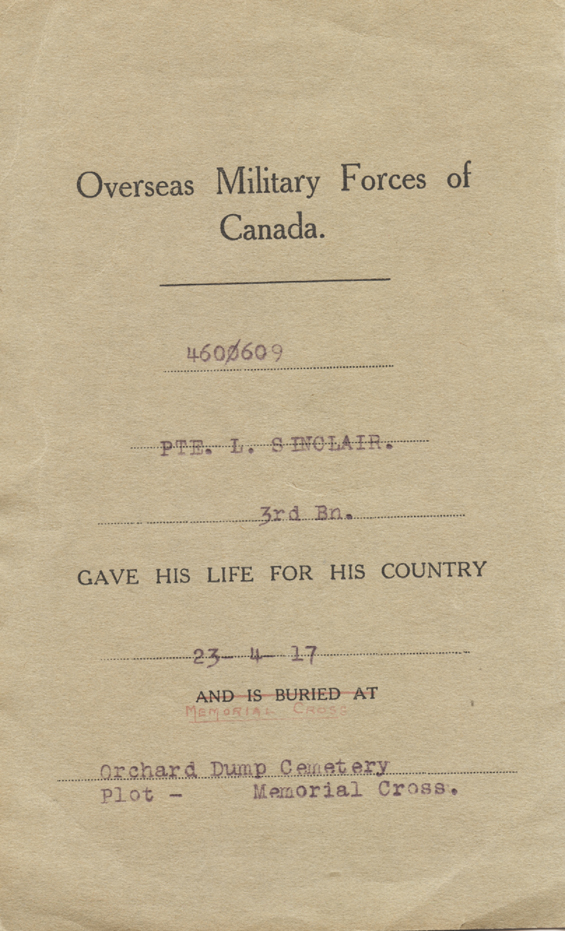 Overseas Military Forces of
Canada.
4600609
PTE. L. SINCLAIR.
3rd Bn.
GAVE HIS LIFE FOR HIS COUNTRY
23- 4- 17
AND IS BURIED AT
MEMORIAL CROSS
Orchard Dump Cemetery
Plot - Memorial Cross.